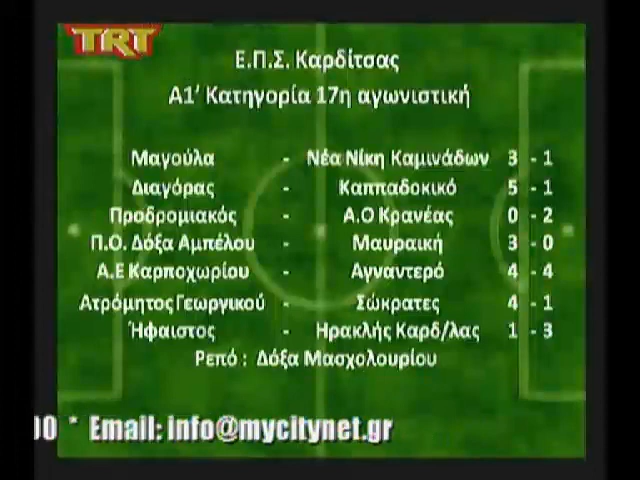 TRT
Ε.Π.Σ. Καρδίτσας
Α1' Κατηγορία 17η αγωνιστική
Μαγούλα - Νέα Νίκη Καμινάδων 3 - 1
Διαγόρας - Καππαδοκικό 5 - 1
Προδρομιακός - Α.Ο Κρανέας 0 - 2
Π.Ο. Δόξα Αμπέλου - Μαυραική 3 - 0
Α.Ε Καρποχωρίου - Αγναντερό 4 - 4
Ατρόμητος Γεωργικού - Σώκρατες 4 - 1
Ήφαιστος - Ηρακλής Καρδ/λας 1 - 3
Ρεπό : Δόξα Μασχολουρίου
00 * Email: info@mycitynet.gr